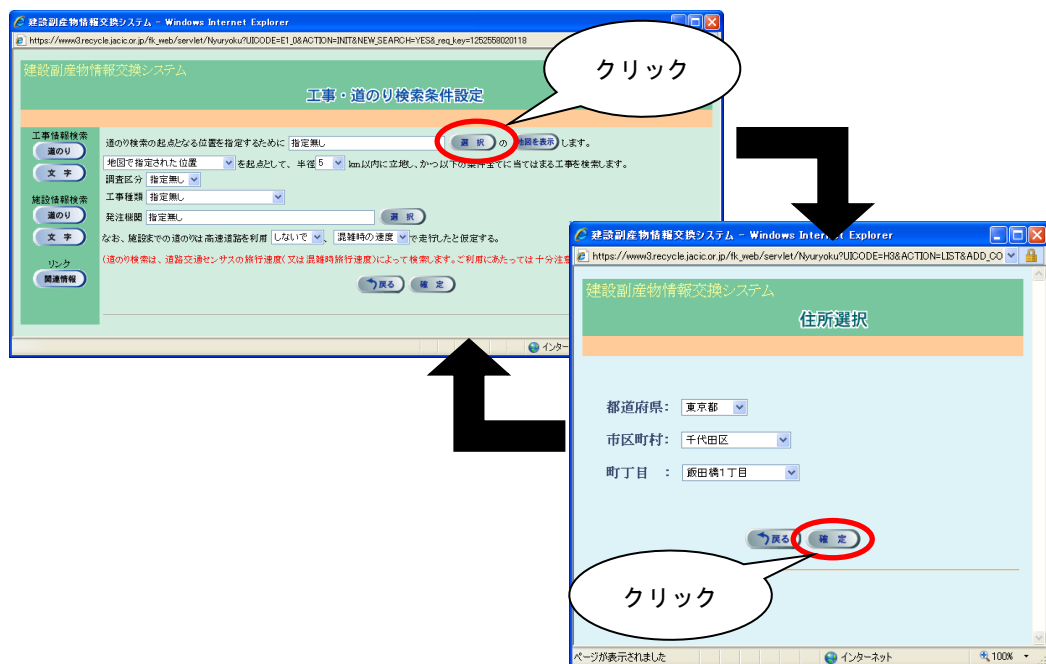 建設副産物情報交換システム - Windows Internet Explorer
https://www3.recycle.jacic.or.jp/fk_web/servlet/Nyuryoku?UICODE=E1_0&ACTION=INIT&NEW_SEARCH=YES&_req_key=1252558020118
建設副産物情報交換システム
工事・道のり検索条件設定
クリック
工事情報検索
道のり
文 字
施設情報検索
道のり
文 字
リンク
関連情報
道のり検索の起点となる位置を指定するために 指定無し 選 択 の 地図を表示 します。
地図で指定された位置 を起点として、半径 5 km以内に立地し、かつ以下の条件全てに当てはまる工事を検索します。
調査区分 指定無し
工事種類 指定無し
発注機関 指定無し 選 択
なお、施設までの道のりは高速道路を利用 しないで 、 混雑時の速度 で走行したと仮定する。
(道のり検索は、道路交通センサスの旅行速度(又は混雑時旅行速度)によって検索します。ご利用にあたっては十分注意
戻る 確 定
インター
建設副産物情報交換システム - Windows Internet Explorer
https://www3.recycle.jacic.or.jp/fk_web/servlet/Nyuryoku?UICODE=H3&ACTION=LIST&ADD_CO
建設副産物情報交換システム
住所選択
都道府県: 東京都
市区町村: 千代田区
町丁目 : 飯田橋1丁目
戻る 確 定
クリック
ページが表示されました インターネット 100%